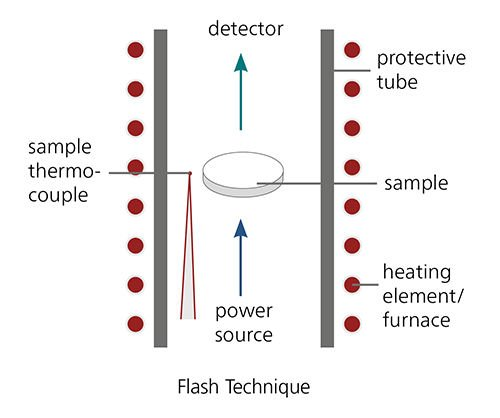 detector
protective
tube
sample
thermo-
couple
sample
heating
element/
furnace
power
source
Flash Technique